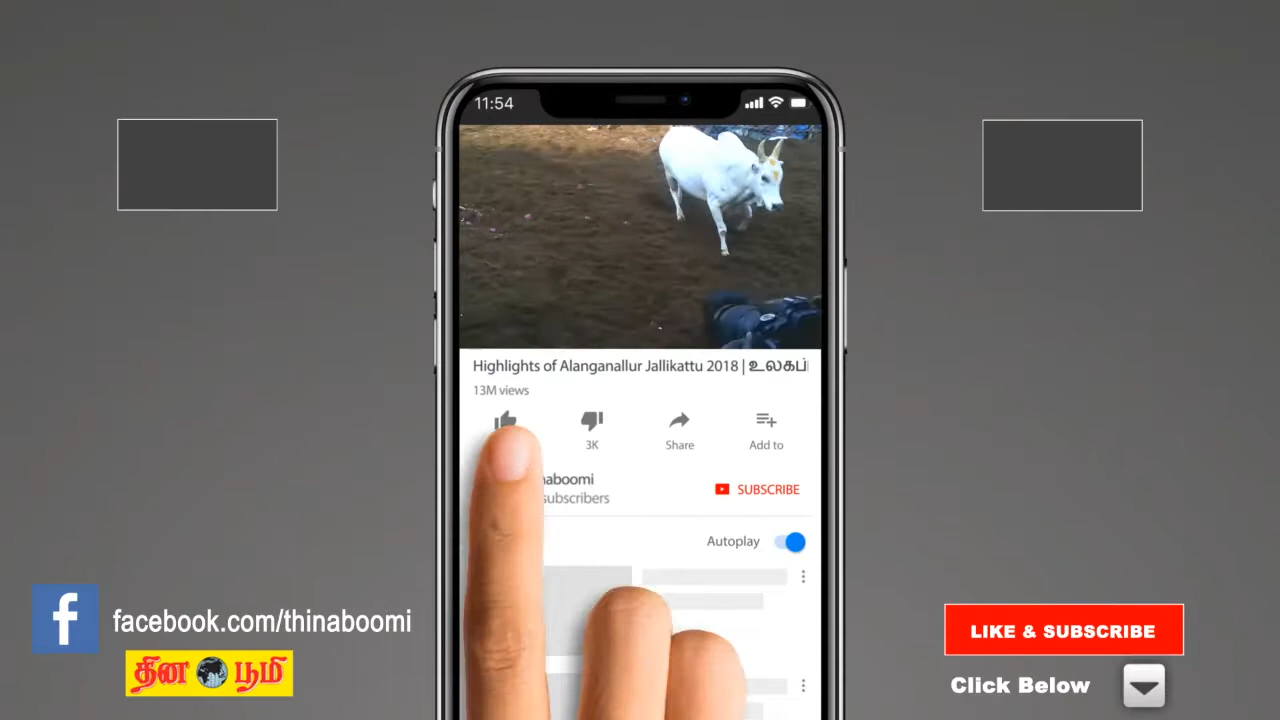 11:54
Highlights of Alanganallur Jallikattu 2018 | உலகப்
13M views
3K
Share
Add to
subscribers
SUBSCRIBE
Autoplay
facebook.com/thinaboomi
தின பூமி
LIKE & SUBSCRIBE
Click Below